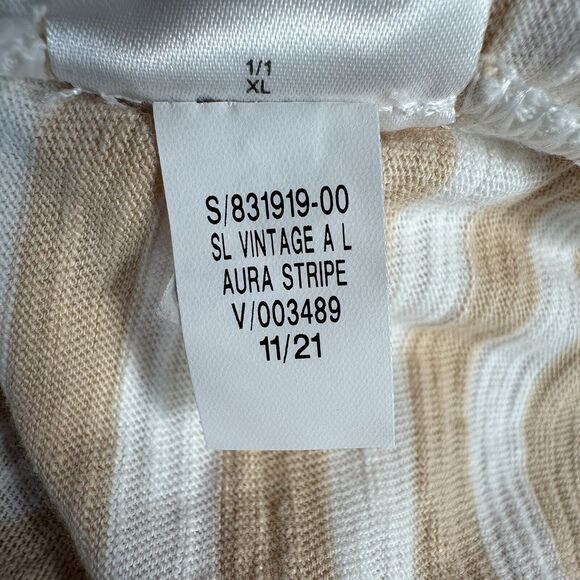 1/1
XL
S/831919-00
SL VINTAGE A L
AURA STRIPE
V/003489
11/21